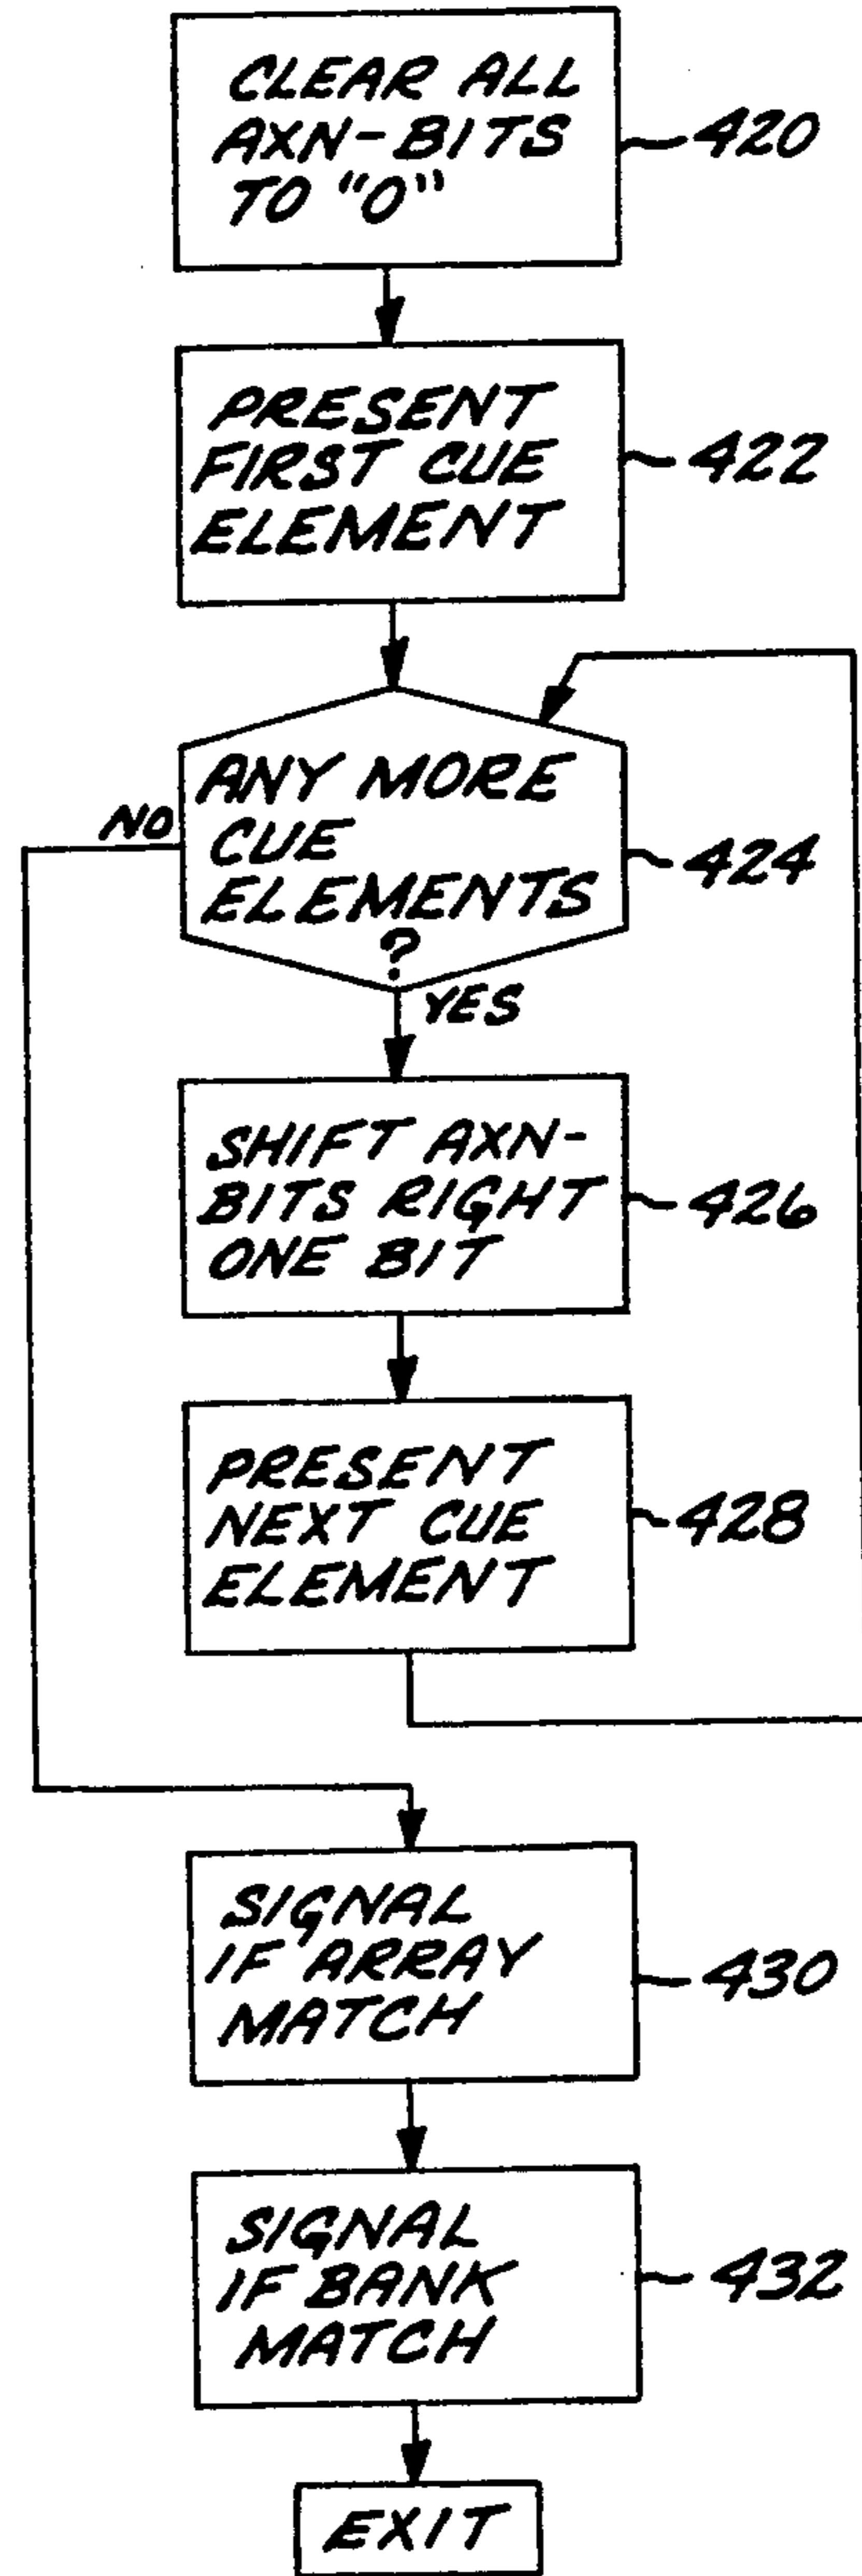 CLEAR ALL
AXN-BITS
TO "O"
420
PRESENT
FIRST CUE
ELEMENT
422
ANY MORE
CUE
ELEMENTS
?
424
NO
YES
SHIFT AXN-
BITS RIGHT
ONE BIT
426
PRESENT
NEXT CUE
ELEMENT
428
SIGNAL
IF ARRAY
MATCH
430
SIGNAL
IF BANK
MATCH
432
EXIT